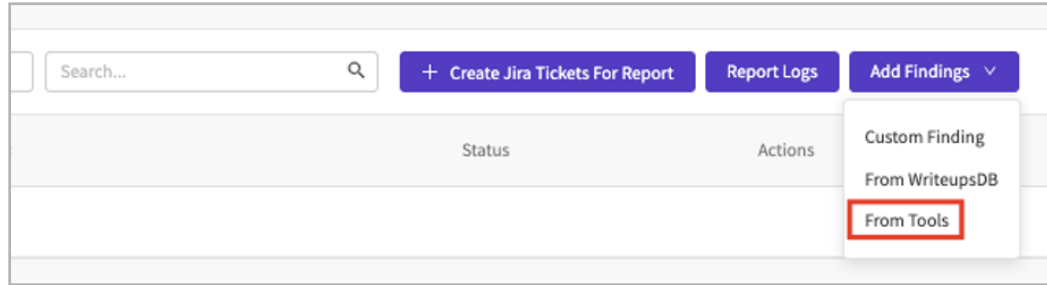 Search...
+ Create Jira Tickets For Report
Report Logs
Add Findings
Status
Actions
Custom Finding
From WriteupsDB
From Tools